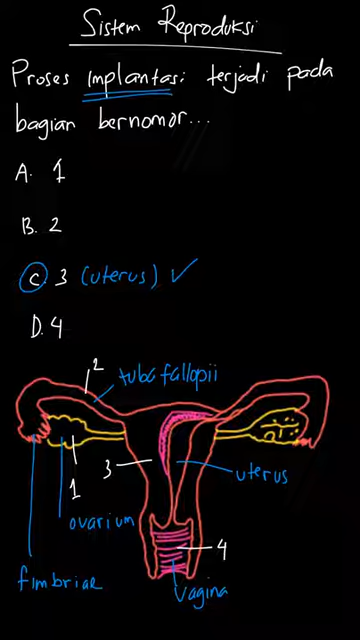 Sistem Reproduksi
Proses implantasi terjadi pada
bagian bernomor...
A. 1
B. 2
C. 3 (uterus) ✓
D. 4
2
tuba fallopii
3
uterus
1
ovarium
4
fimbriae
vagina